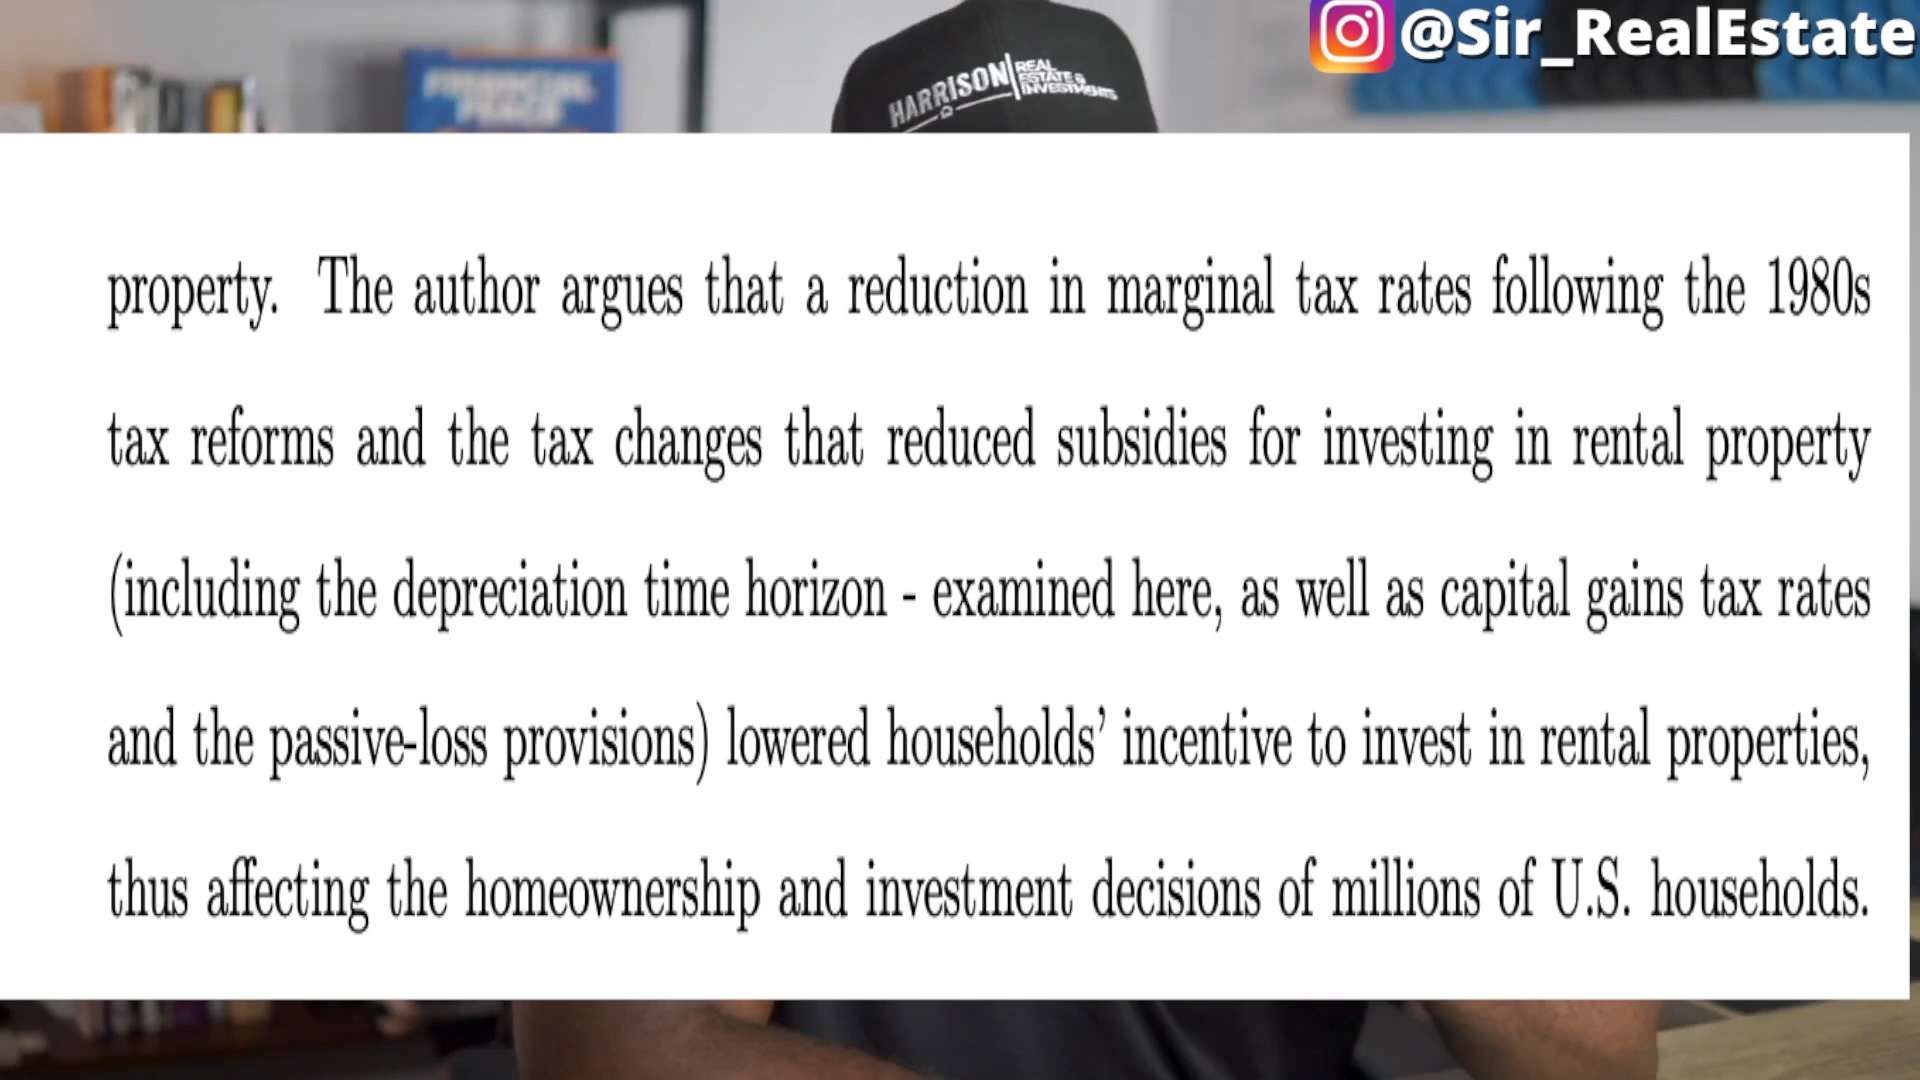 @Sir_RealEstate
FINANCIAL
PEACE
HARRISON
REAL
ESTATE &
INVESTMENTS
property. The author argues that a reduction in marginal tax rates following the 1980s
tax reforms and the tax changes that reduced subsidies for investing in rental property
(including the depreciation time horizon - examined here, as well as capital gains tax rates
and the passive-loss provisions) lowered households' incentive to invest in rental properties,
thus affecting the homeownership and investment decisions of millions of U.S. households.